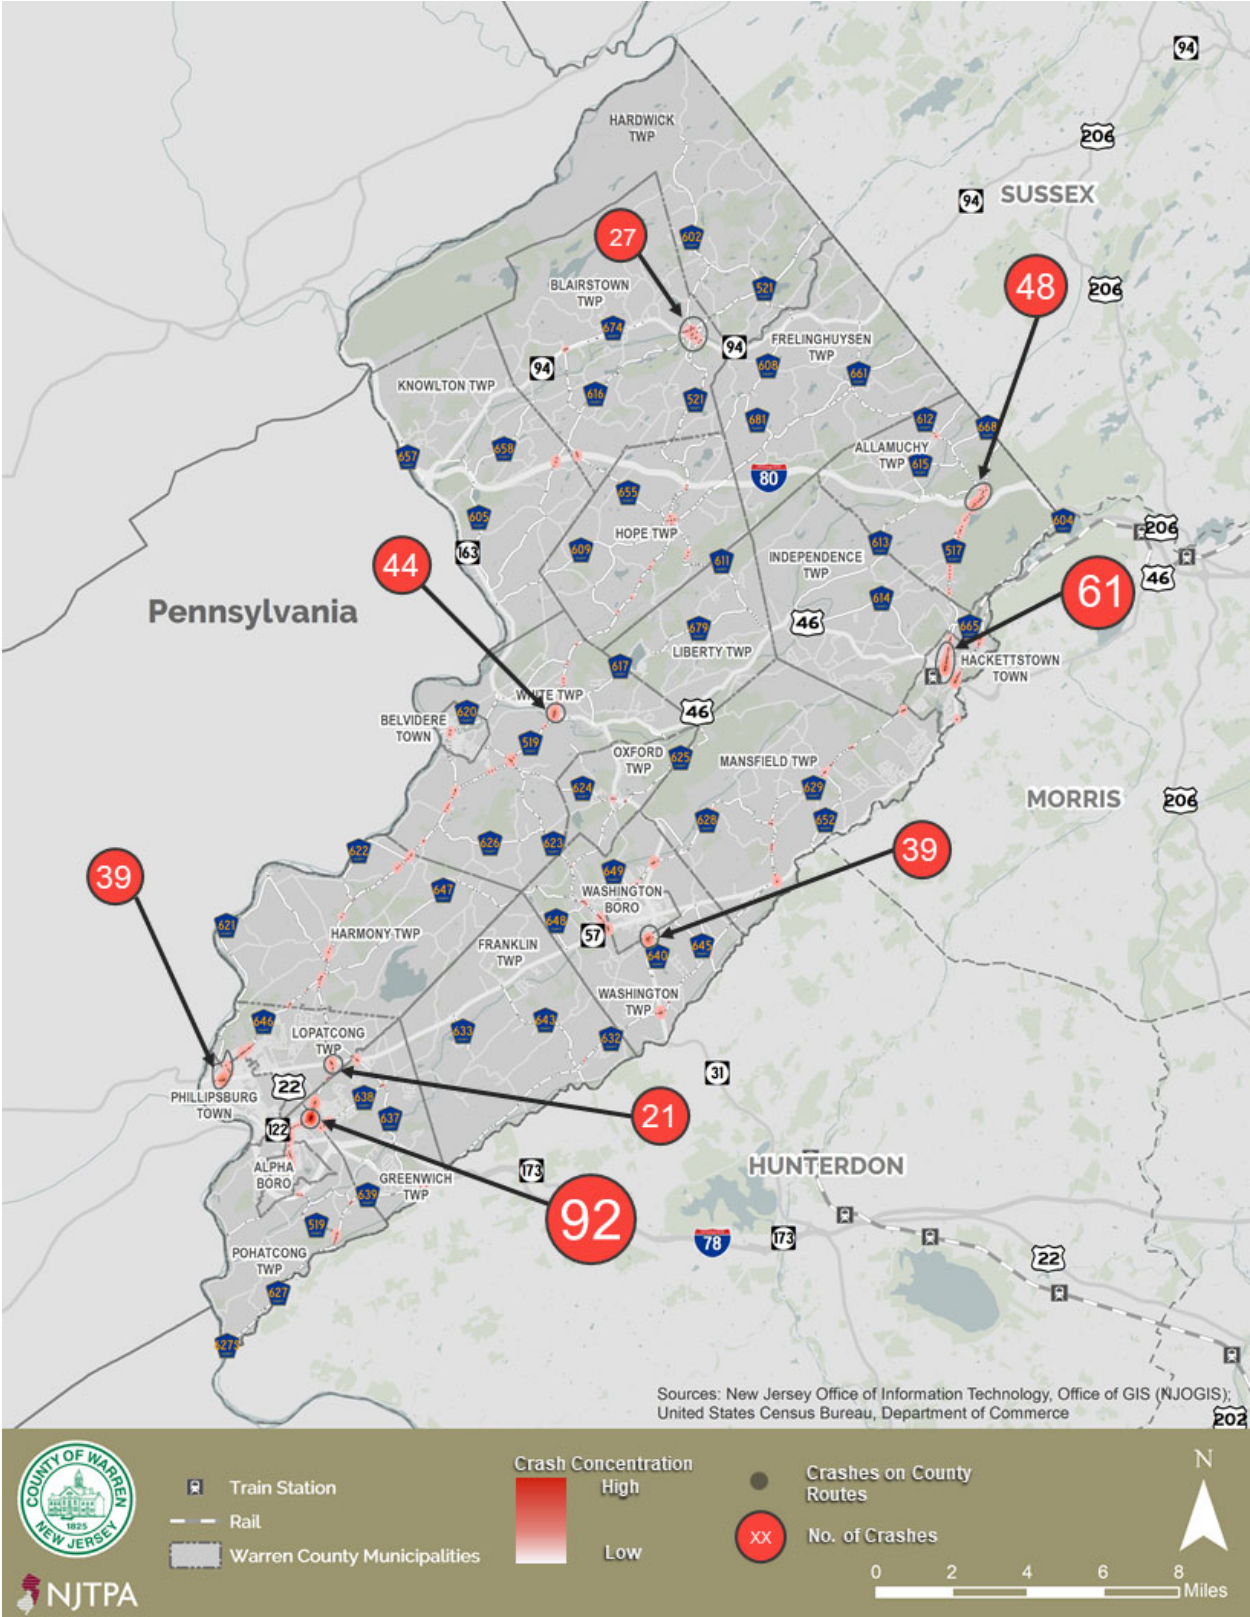 94
206
HARDWICK
TWP
94
SUSSEX
27
602
48
206
BLAIRSTOWN
TWP
521
674
94
FRELINGHUYSEN
TWP
94
608
661
KNOWLTON TWP
616
521
681
612
668
657
658
ALLAMUCHY
TWP
615
80
655
605
HOPE TWP
604
206
163
609
611
613
517
INDEPENDENCE
TWP
44
46
61
614
Pennsylvania
46
679
665
LIBERTY TWP
617
HACKETTSTOWN
TOWN
WHITE TWP
46
620
BELVIDERE
TOWN
519
OXFORD
TWP
625
MANSFIELD TWP
624
629
MORRIS
206
628
652
626
623
622
39
39
649
647
WASHINGTON
BORO
621
648
HARMONY TWP
57
FRANKLIN
TWP
645
640
WASHINGTON
TWP
646
LOPATCONG
TWP
633
643
632
31
22
PHILLIPSBURG
TOWN
638
637
21
122
ALPHA
BORO
GREENWICH
TWP
173
HUNTERDON
639
92
519
78
173
POHATCONG
TWP
22
627
627S
Sources: New Jersey Office of Information Technology, Office of GIS (NJOGIS);
United States Census Bureau, Department of Commerce
202
COUNTY OF WARREN
1825
NEW JERSEY
NJTPA
Train Station
Rail
Warren County Municipalities
Crash Concentration
High
Low
Crashes on County
Routes
XX
No. of Crashes
N
0 2 4 6 8
Miles